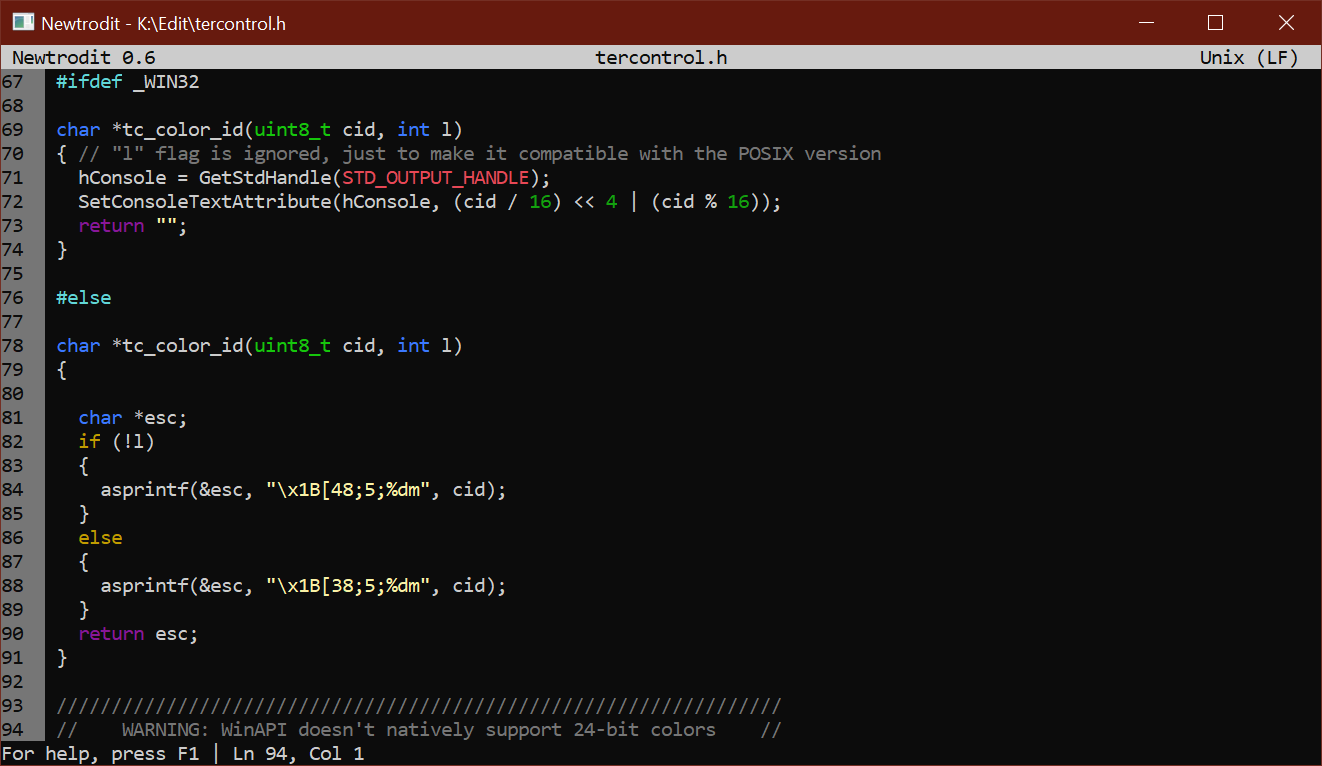 Newtrodit - K:\Edit\tercontrol.h
Newtrodit 0.6 tercontrol.h Unix (LF)
67 #ifdef _WIN32
68
69 char *tc_color_id(uint8_t cid, int l)
70 { // "l" flag is ignored, just to make it compatible with the POSIX version
71   hConsole = GetStdHandle(STD_OUTPUT_HANDLE);
72   SetConsoleTextAttribute(hConsole, (cid / 16) << 4 | (cid % 16));
73   return "";
74 }
75
76 #else
77
78 char *tc_color_id(uint8_t cid, int l)
79 {
80
81   char *esc;
82   if (!l)
83   {
84     asprintf(&esc, "\x1B[48;5;%dm", cid);
85   }
86   else
87   {
88     asprintf(&esc, "\x1B[38;5;%dm", cid);
89   }
90   return esc;
91 }
92
93 //////////////////////////////////////////////////////////////////
94 //    WARNING: WinAPI doesn't natively support 24-bit colors    //
For help, press F1 | Ln 94, Col 1